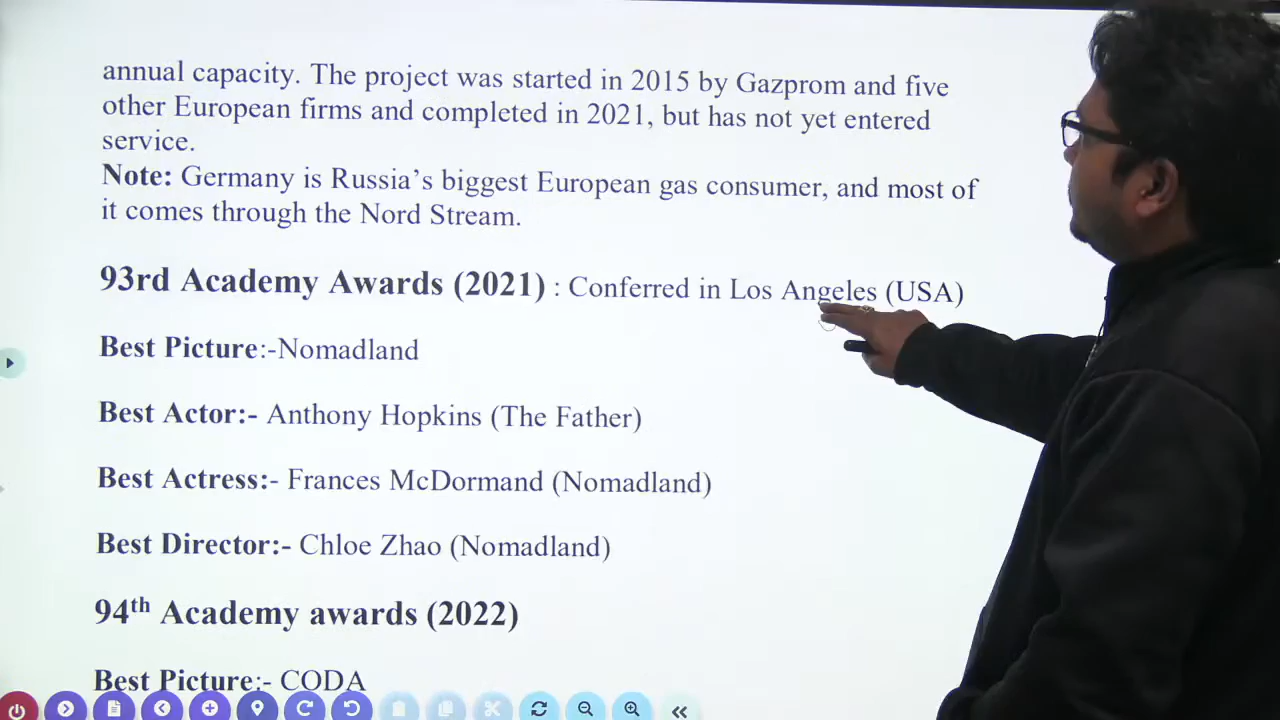 annual capacity. The project was started in 2015 by Gazprom and five
other European firms and completed in 2021, but has not yet entered
service.
Note: Germany is Russia’s biggest European gas consumer, and most of
it comes through the Nord Stream.
93rd Academy Awards (2021) : Conferred in Los Angeles (USA)
Best Picture:-Nomadland
Best Actor:- Anthony Hopkins (The Father)
Best Actress:- Frances McDormand (Nomadland)
Best Director:- Chloe Zhao (Nomadland)
94th Academy awards (2022)
Best Picture:- CODA